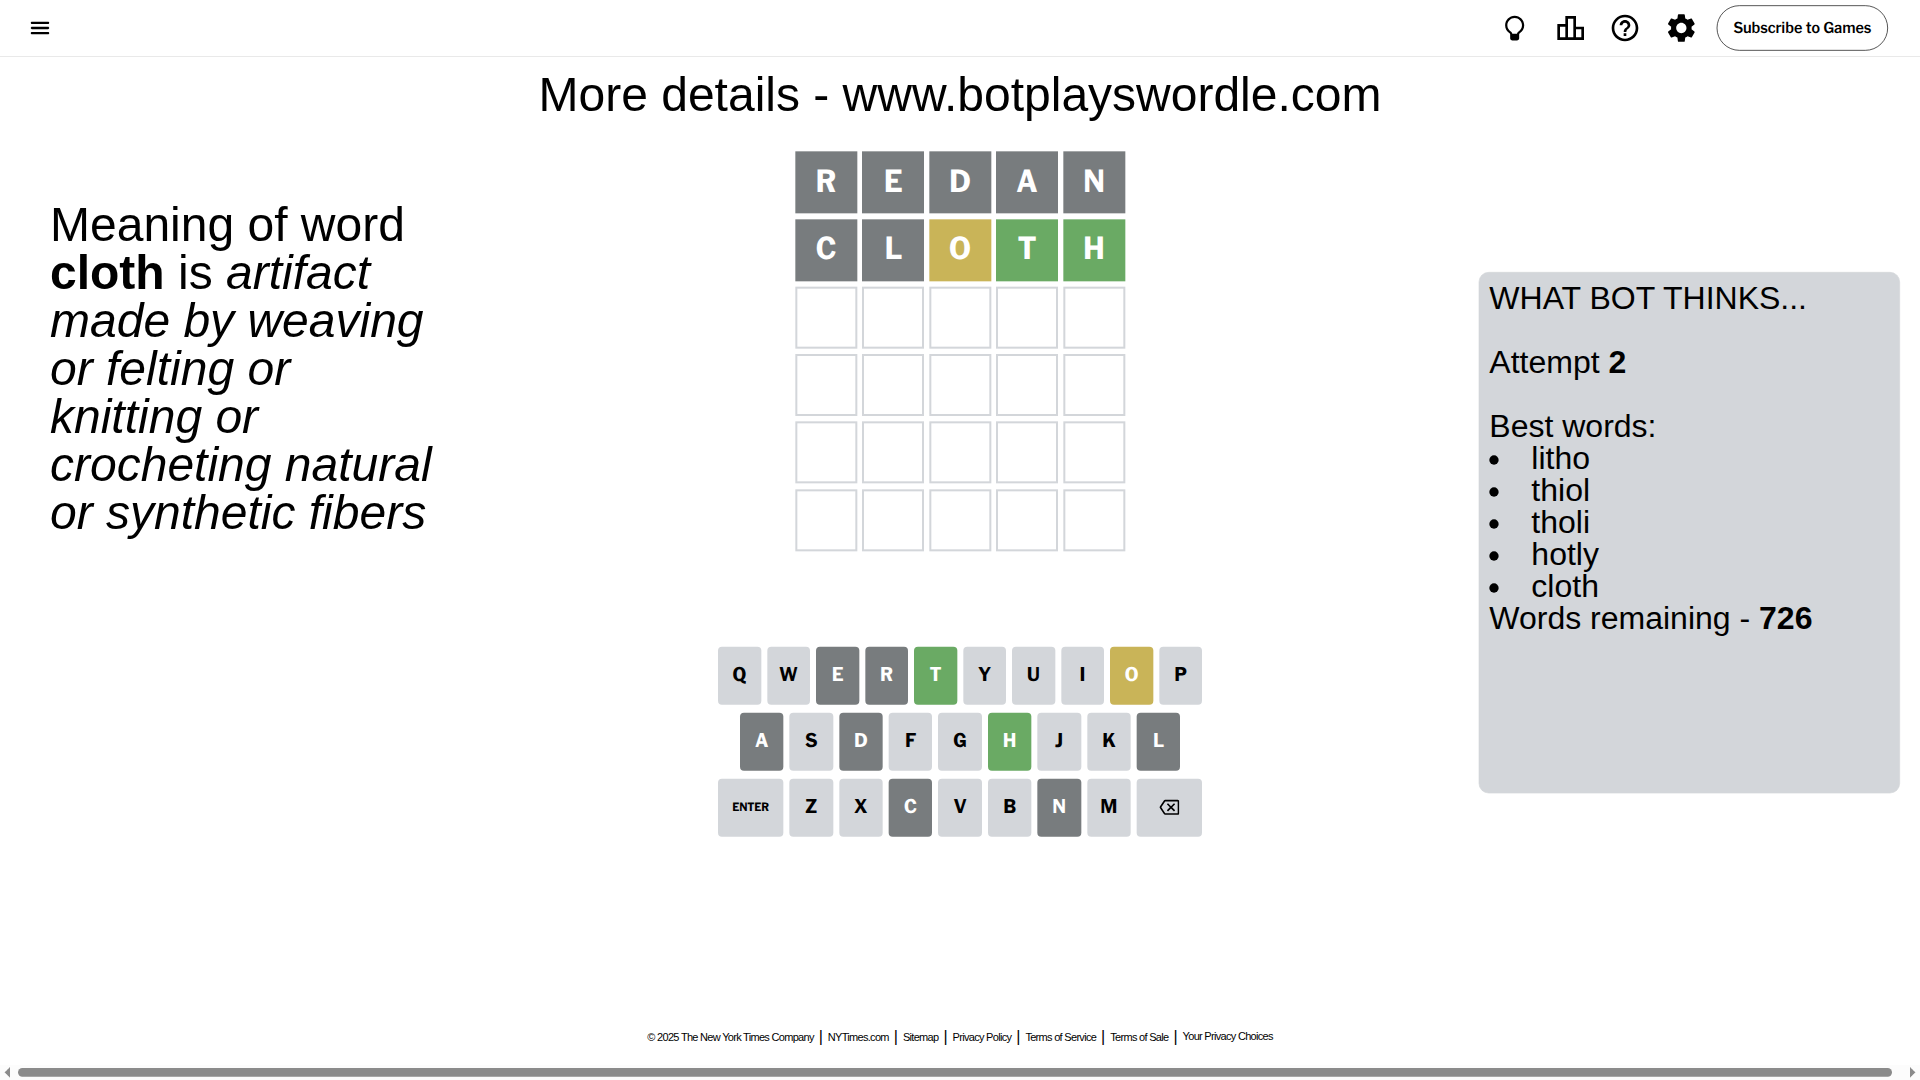 Subscribe to Games
More details - www.botplayswordle.com
Meaning of word
cloth is artifact
made by weaving
or felting or
knitting or
crocheting natural
or synthetic fibers
R E D A N
C L O T H
WHAT BOT THINKS...
Attempt 2
Best words:
litho
thiol
tholi
hotly
cloth
Words remaining - 726
Q W E R T Y U I O P
A S D F G H J K L
ENTER Z X C V B N M
© 2025 The New York Times Company | NYTimes.com | Sitemap | Privacy Policy | Terms of Service | Terms of Sale | Your Privacy Choices